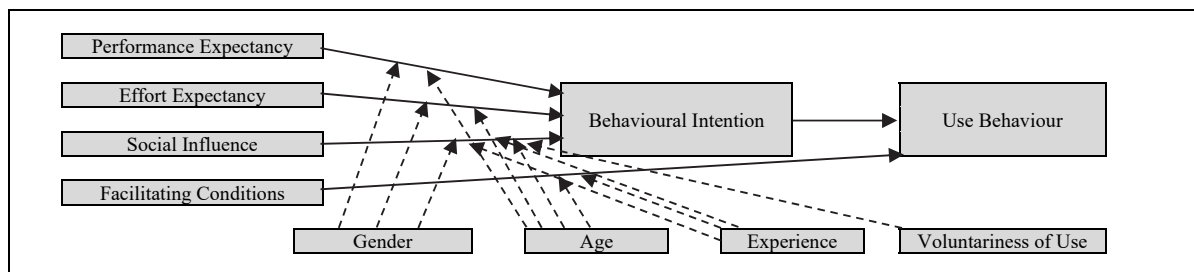 Performance Expectancy
Effort Expectancy
Behavioural Intention
Use Behaviour
Social Influence
Facilitating Conditions
Gender
Age
Experience
Voluntariness of Use